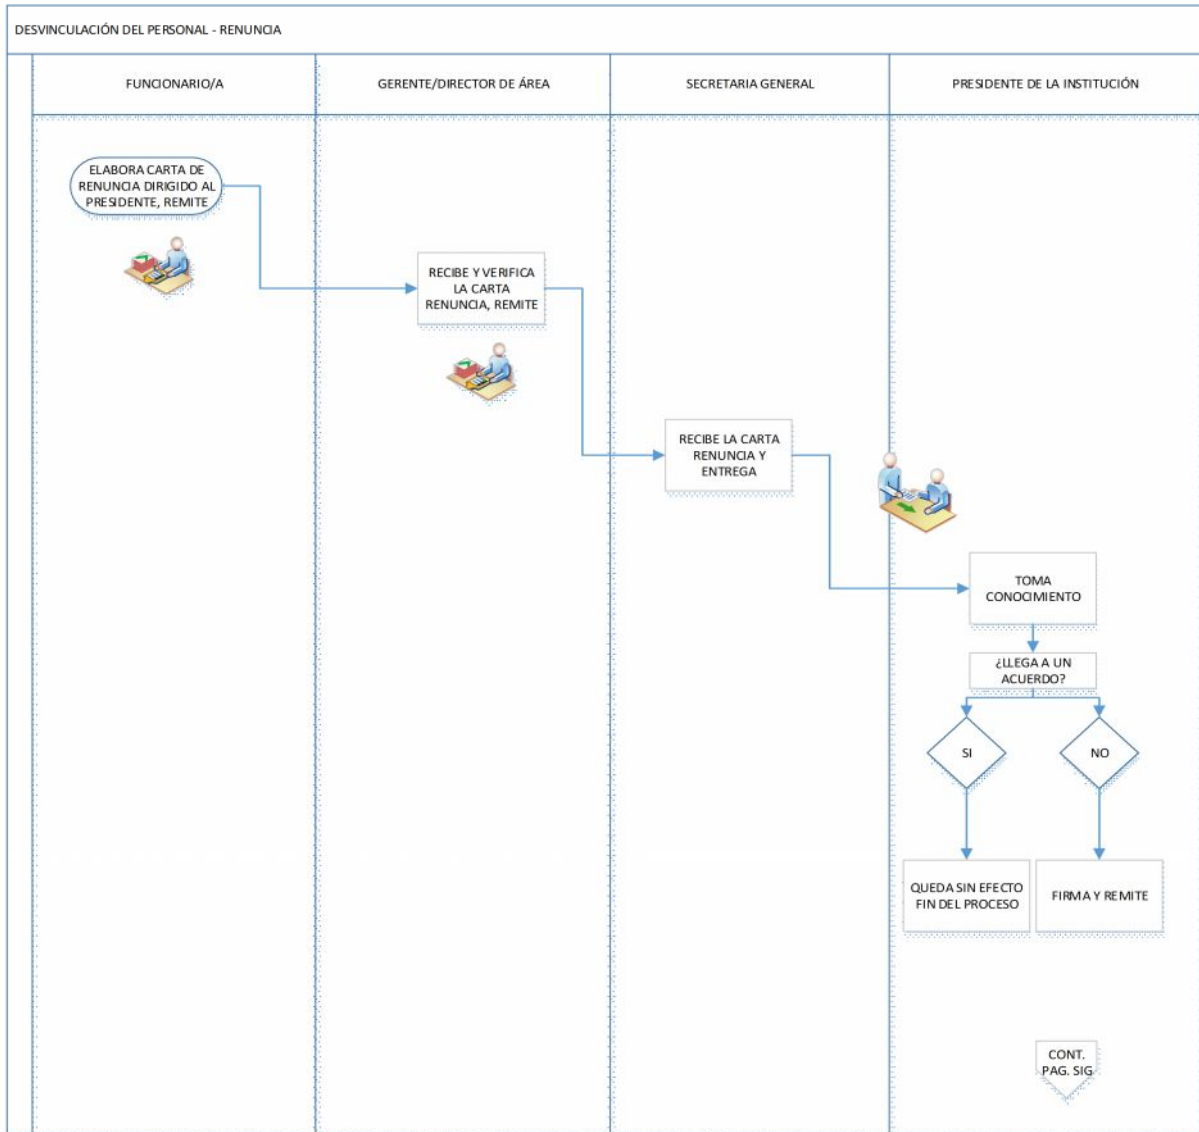 DESVINCULACIÓN DEL PERSONAL - RENUNCIA
FUNCIONARIO/A
GERENTE/DIRECTOR DE ÁREA
SECRETARIA GENERAL
PRESIDENTE DE LA INSTITUCIÓN
ELABORA CARTA DE
RENUNCIA DIRIGIDO AL
PRESIDENTE, REMITE
RECIBE Y VERIFICA
LA CARTA
RENUNCIA, REMITE
RECIBE LA CARTA
RENUNCIA Y
ENTREGA
TOMA
CONOCIMIENTO
¿LLEGA A UN
ACUERDO?
SI
NO
QUEDA SIN EFECTO
FIN DEL PROCESO
FIRMA Y REMITE
CONT.
PAG. SIG